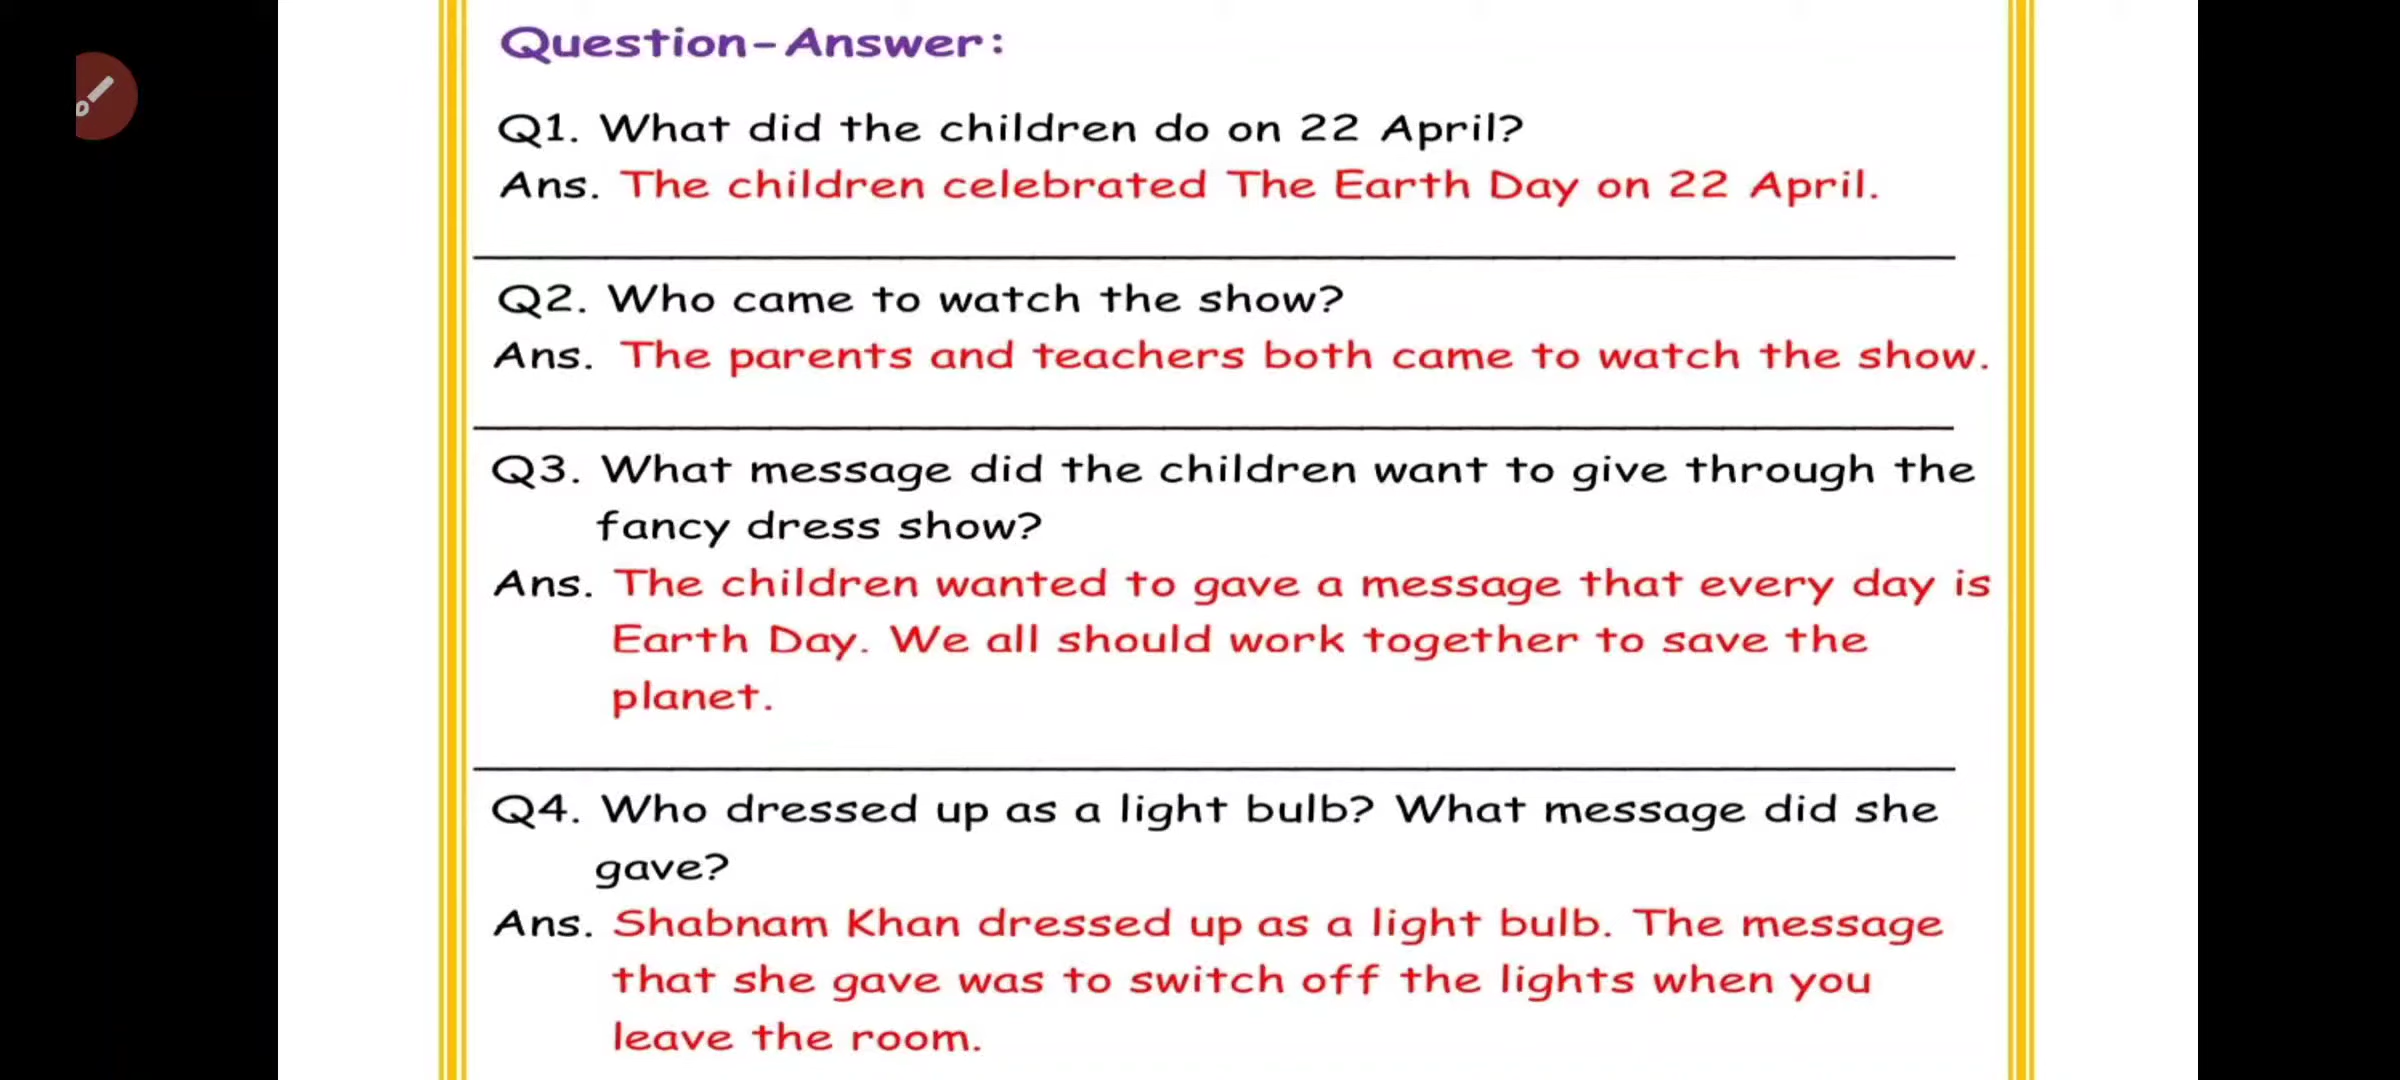 Question-Answer:
Q1. What did the children do on 22 April?
Ans. The children celebrated The Earth Day on 22 April.
Q2. Who came to watch the show?
Ans. The parents and teachers both came to watch the show.
Q3. What message did the children want to give through the
fancy dress show?
Ans. The children wanted to gave a message that every day is
Earth Day. We all should work together to save the
planet.
Q4. Who dressed up as a light bulb? What message did she
gave?
Ans. Shabnam Khan dressed up as a light bulb. The message
that she gave was to switch off the lights when you
leave the room.